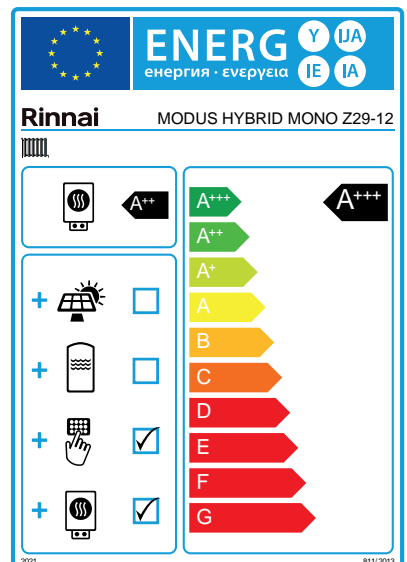 ENERG
Y IJA
IE IA
енергия · ενεργεια
Rinnai
MODUS HYBRID MONO Z29-12
A++
A+++
A+++
A++
A+
A
B
C
D
E
F
G
+
+
+
+
2021
811/2013